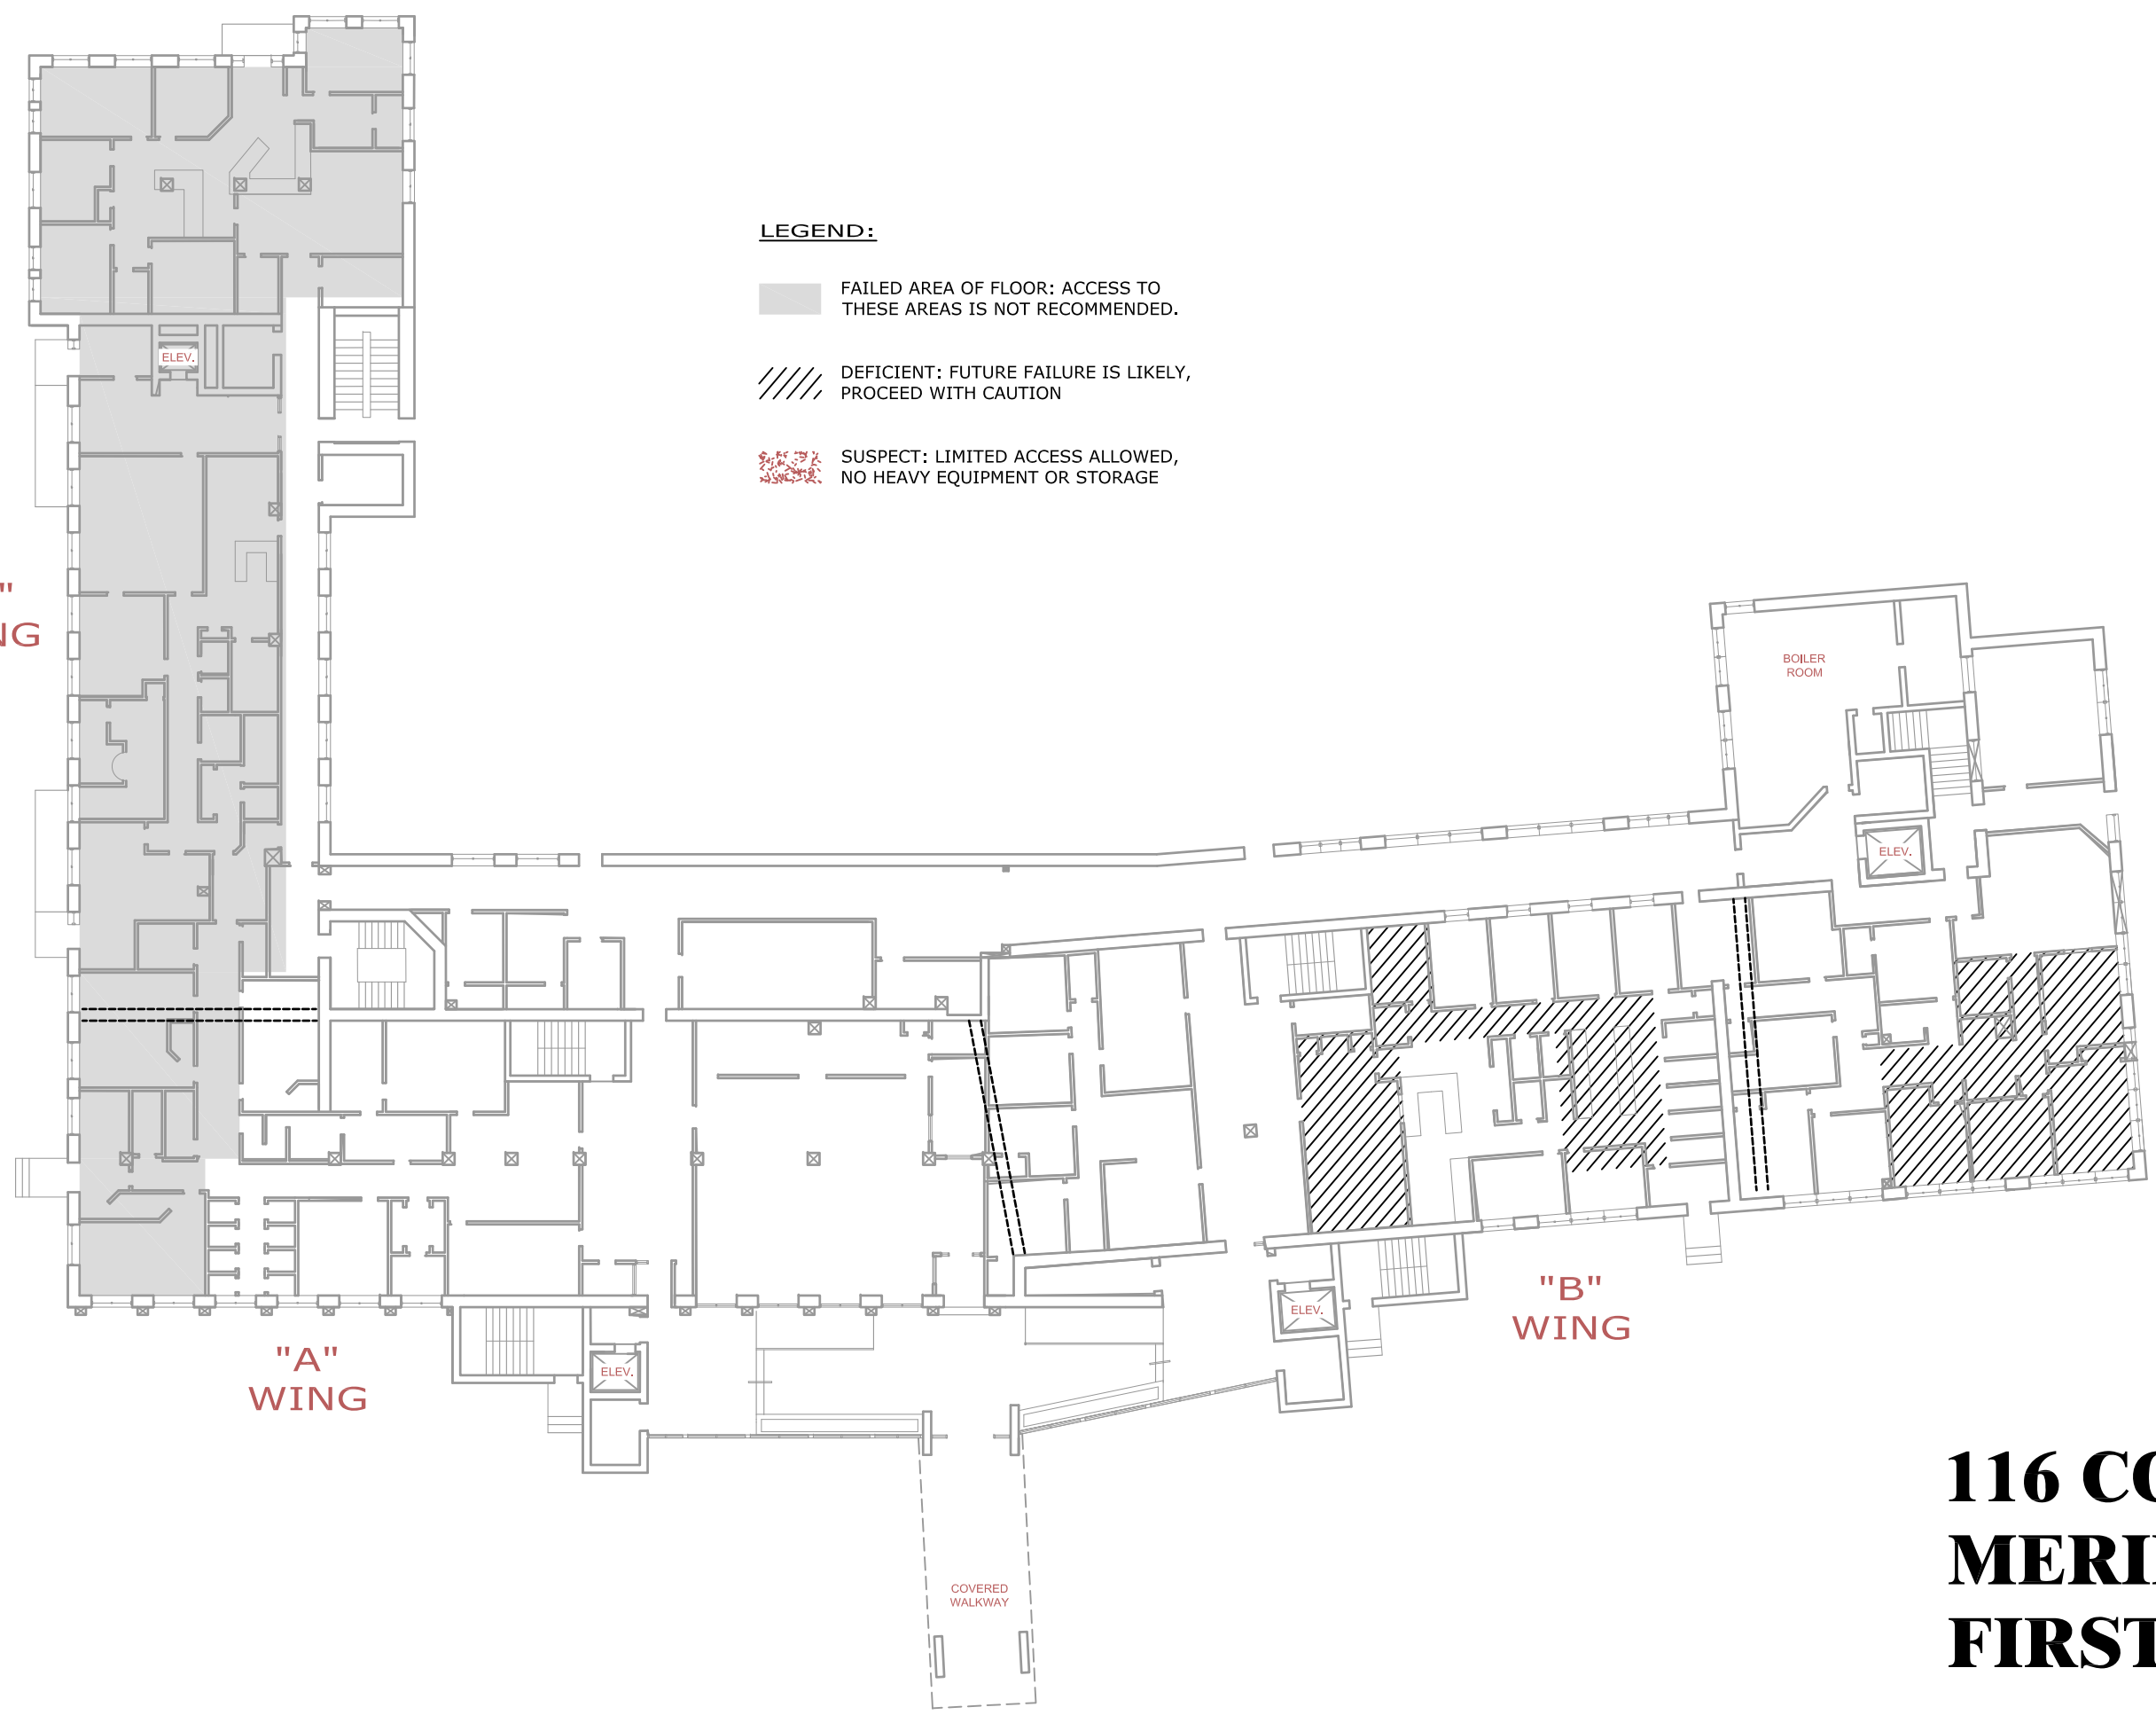 LEGEND:
FAILED AREA OF FLOOR: ACCESS TO
THESE AREAS IS NOT RECOMMENDED.
ELEV.
DEFICIENT: FUTURE FAILURE IS LIKELY,
PROCEED WITH CAUTION
SUSPECT: LIMITED ACCESS ALLOWED,
NO HEAVY EQUIPMENT OR STORAGE
"
NG
BOILER
ROOM
ELEV.
"B"
WING
ELEV.
"A"
WING
ELEV.
COVERED
WALKWAY
116 CO
MERI
FIRST